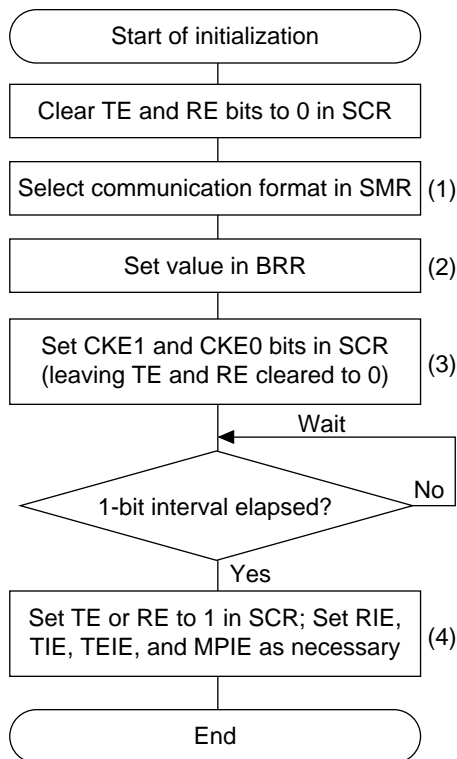 Start of initialization
Clear TE and RE bits to 0 in SCR
Select communication format in SMR
(1)
Set value in BRR
(2)
Set CKE1 and CKE0 bits in SCR
(leaving TE and RE cleared to 0)
(3)
Wait
1-bit interval elapsed?
No
Yes
Set TE or RE to 1 in SCR; Set RIE,
TIE, TEIE, and MPIE as necessary
(4)
End